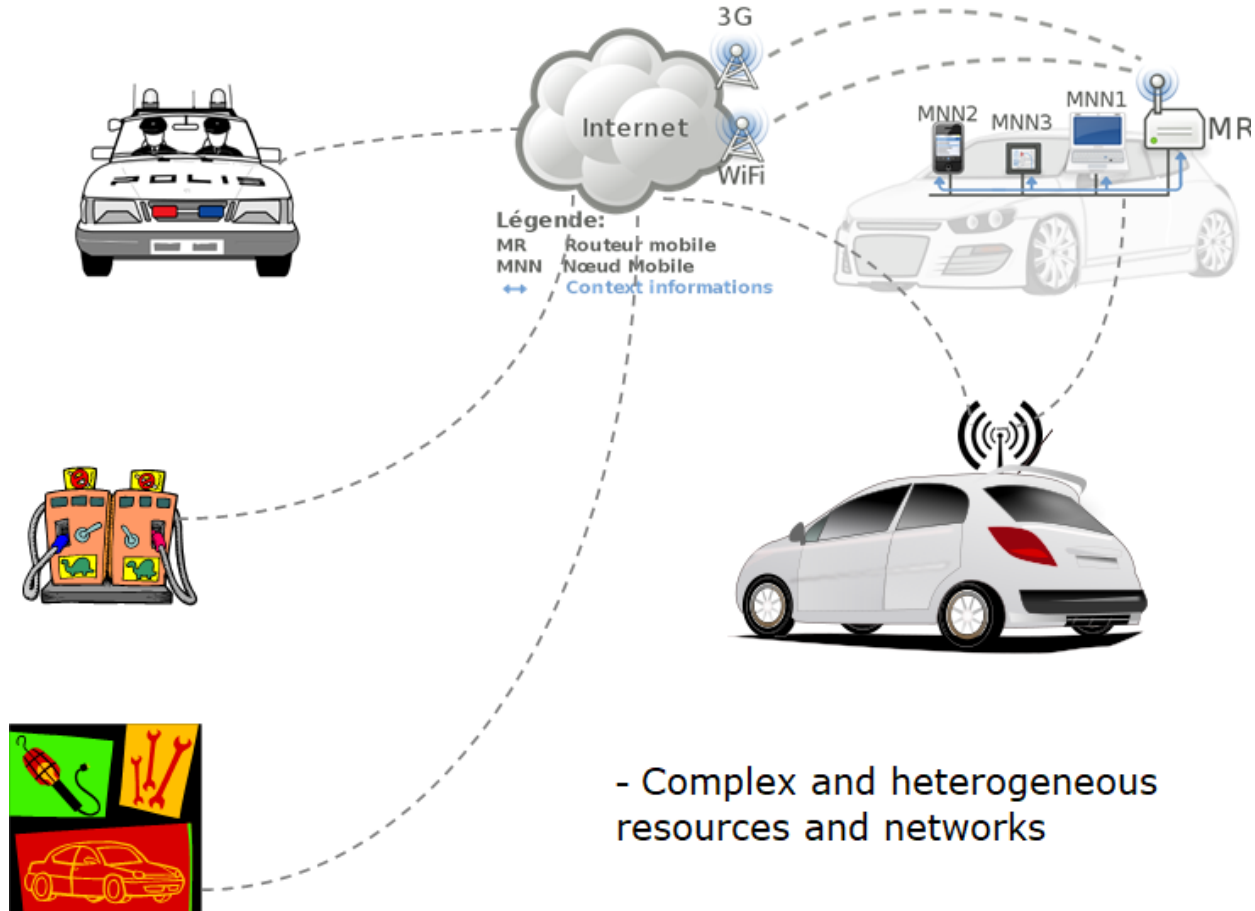 3G
Internet
WiFi
MNN2
MNN3
MNN1
MR
POLIS
Légende:
MR Routeur mobile
MNN Nœud Mobile
Context informations
- Complex and heterogeneous
resources and networks